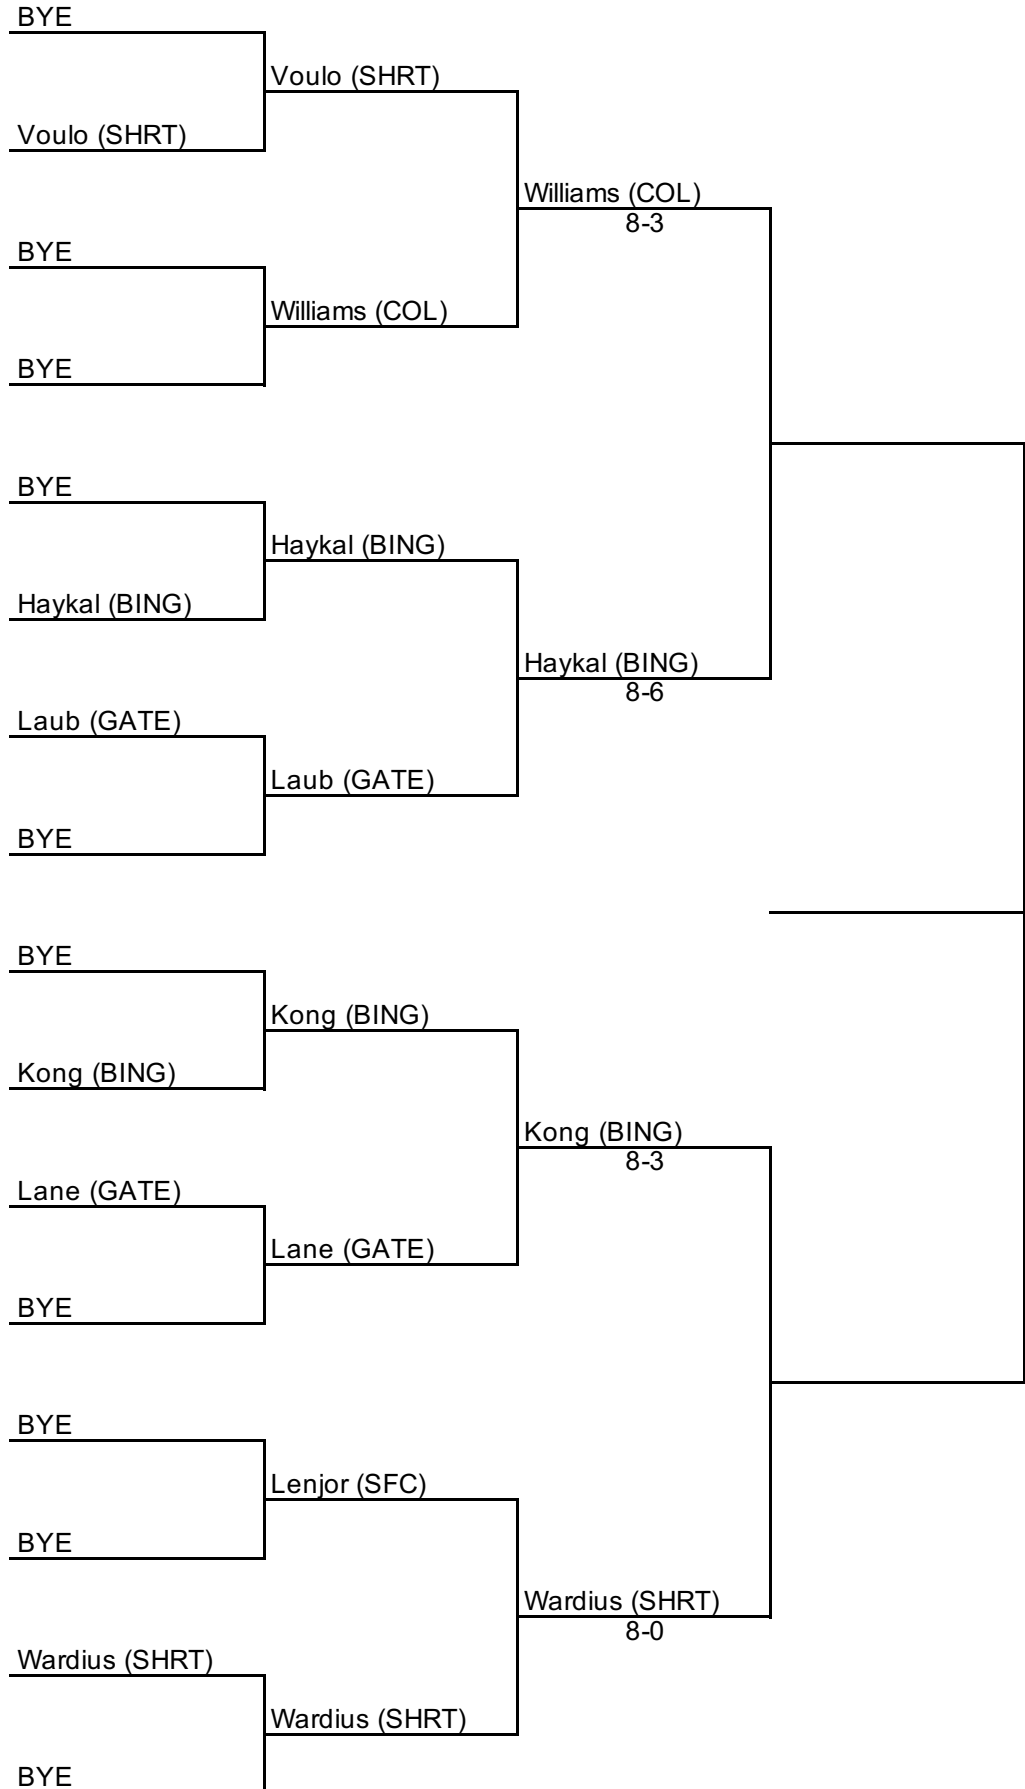 BYE
Voulo (SHRT)
Voulo (SHRT)
Williams (COL)
8-3
BYE
Williams (COL)
BYE
BYE
Haykal (BING)
Haykal (BING)
Haykal (BING)
8-6
Laub (GATE)
Laub (GATE)
BYE
BYE
Kong (BING)
Kong (BING)
Kong (BING)
8-3
Lane (GATE)
Lane (GATE)
BYE
BYE
Lenjor (SFC)
BYE
Wardius (SHRT)
8-0
Wardius (SHRT)
Wardius (SHRT)
BYE